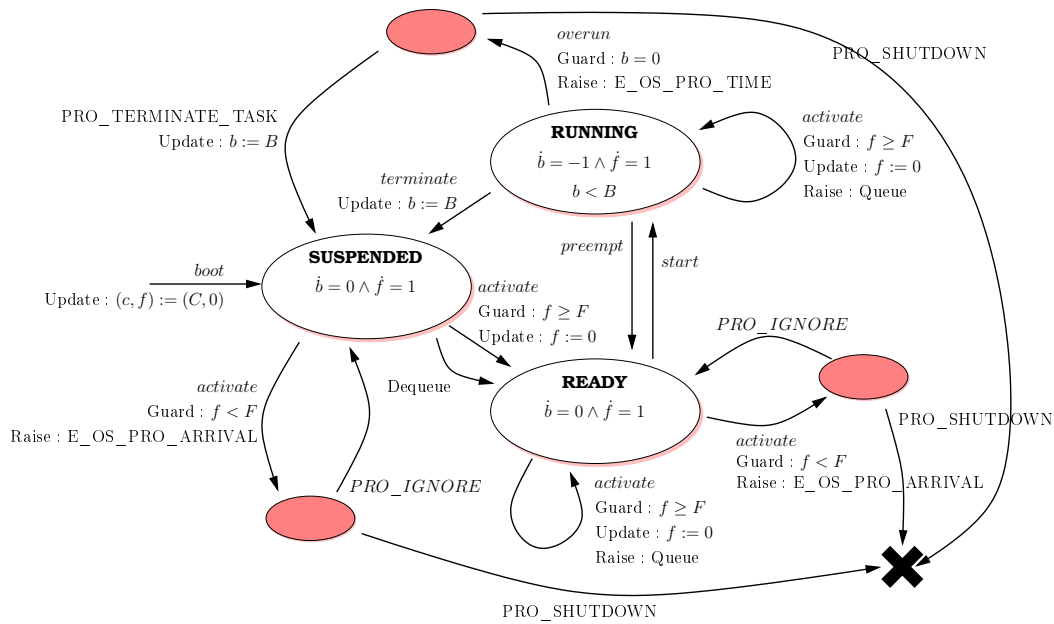 overun
Guard : b = 0
Raise : E_OS_PRO_TIME
PRO_SHUTDOWN
PRO_TERMINATE_TASK
Update : b := B
RUNNING
ḃ = −1 ∧ ḟ = 1
b < B
activate
Guard : f ≥ F
Update : f := 0
Raise : Queue
terminate
Update : b := B
preempt
start
boot
Update : (c, f) := (C, 0)
SUSPENDED
ḃ = 0 ∧ ḟ = 1
activate
Guard : f ≥ F
Update : f := 0
Dequeue
PRO_IGNORE
READY
ḃ = 0 ∧ ḟ = 1
activate
Guard : f < F
Raise : E_OS_PRO_ARRIVAL
PRO_SHUTDOWN
activate
Guard : f < F
Raise : E_OS_PRO_ARRIVAL
PRO_IGNORE
activate
Guard : f ≥ F
Update : f := 0
Raise : Queue
PRO_SHUTDOWN